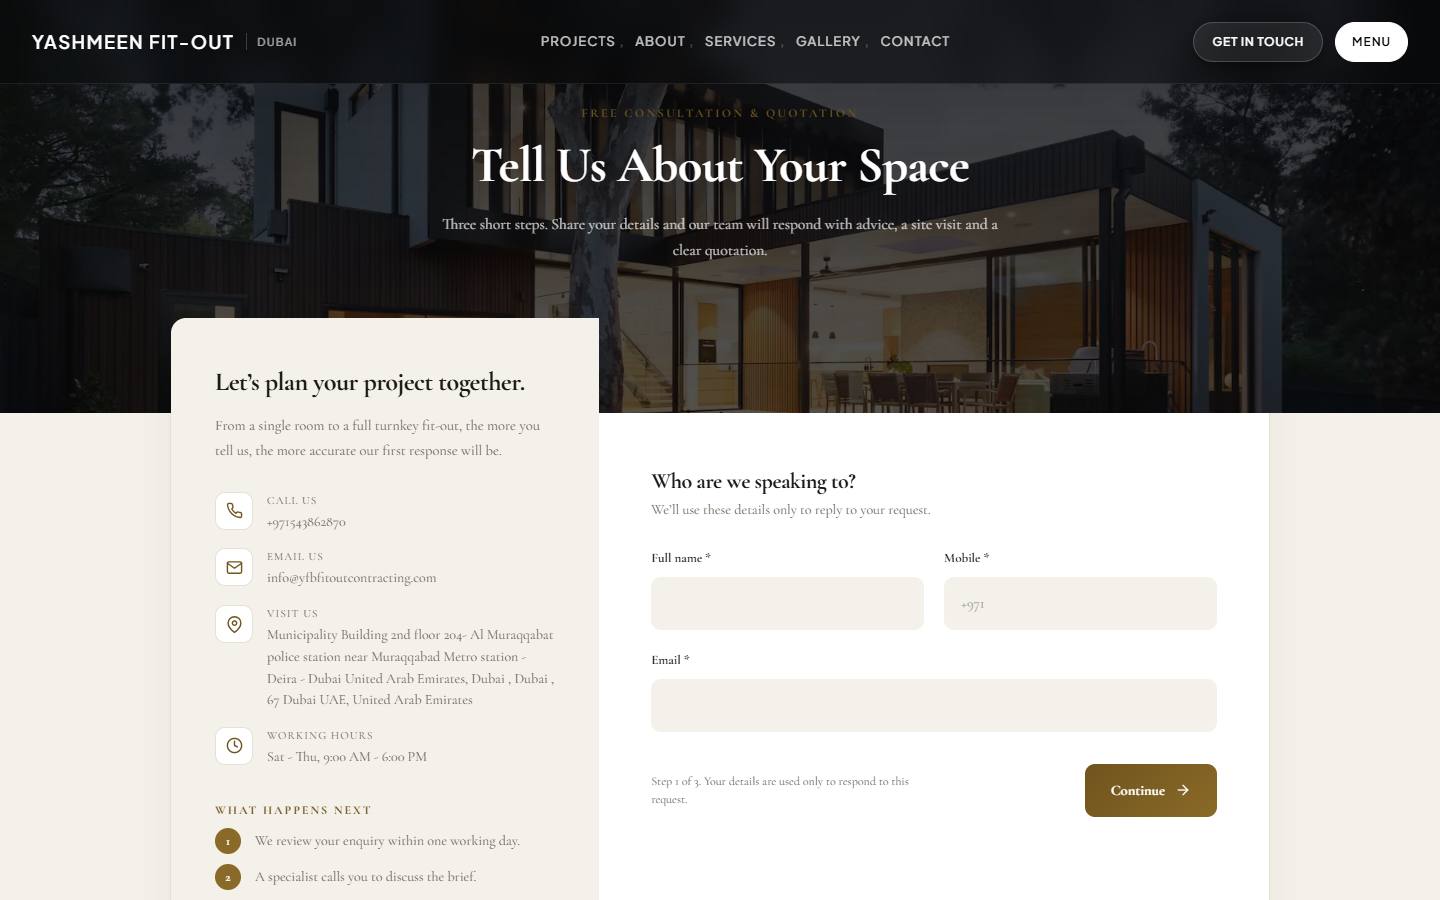 YASHMEEN FIT-OUT
DUBAI
PROJECTS , ABOUT , SERVICES , GALLERY , CONTACT
GET IN TOUCH
MENU
FREE CONSULTATION & QUOTATION
Tell Us About Your Space
Three short steps. Share your details and our team will respond with advice, a site visit and a
clear quotation.
Let’s plan your project together.
From a single room to a full turnkey fit-out, the more you
tell us, the more accurate our first response will be.
CALL US
+971543862870
EMAIL US
info@yfbfitoutcontracting.com
VISIT US
Municipality Building 2nd floor 204- Al Muraqqabat
police station near Muraqqabad Metro station -
Deira - Dubai United Arab Emirates, Dubai , Dubai ,
67 Dubai UAE, United Arab Emirates
WORKING HOURS
Sat - Thu, 9:00 AM - 6:00 PM
WHAT HAPPENS NEXT
1 We review your enquiry within one working day.
2 A specialist calls you to discuss the brief.
Who are we speaking to?
We’ll use these details only to reply to your request.
Full name *
Mobile *
+971
Email *
Step 1 of 3. Your details are used only to respond to this
request.
Continue